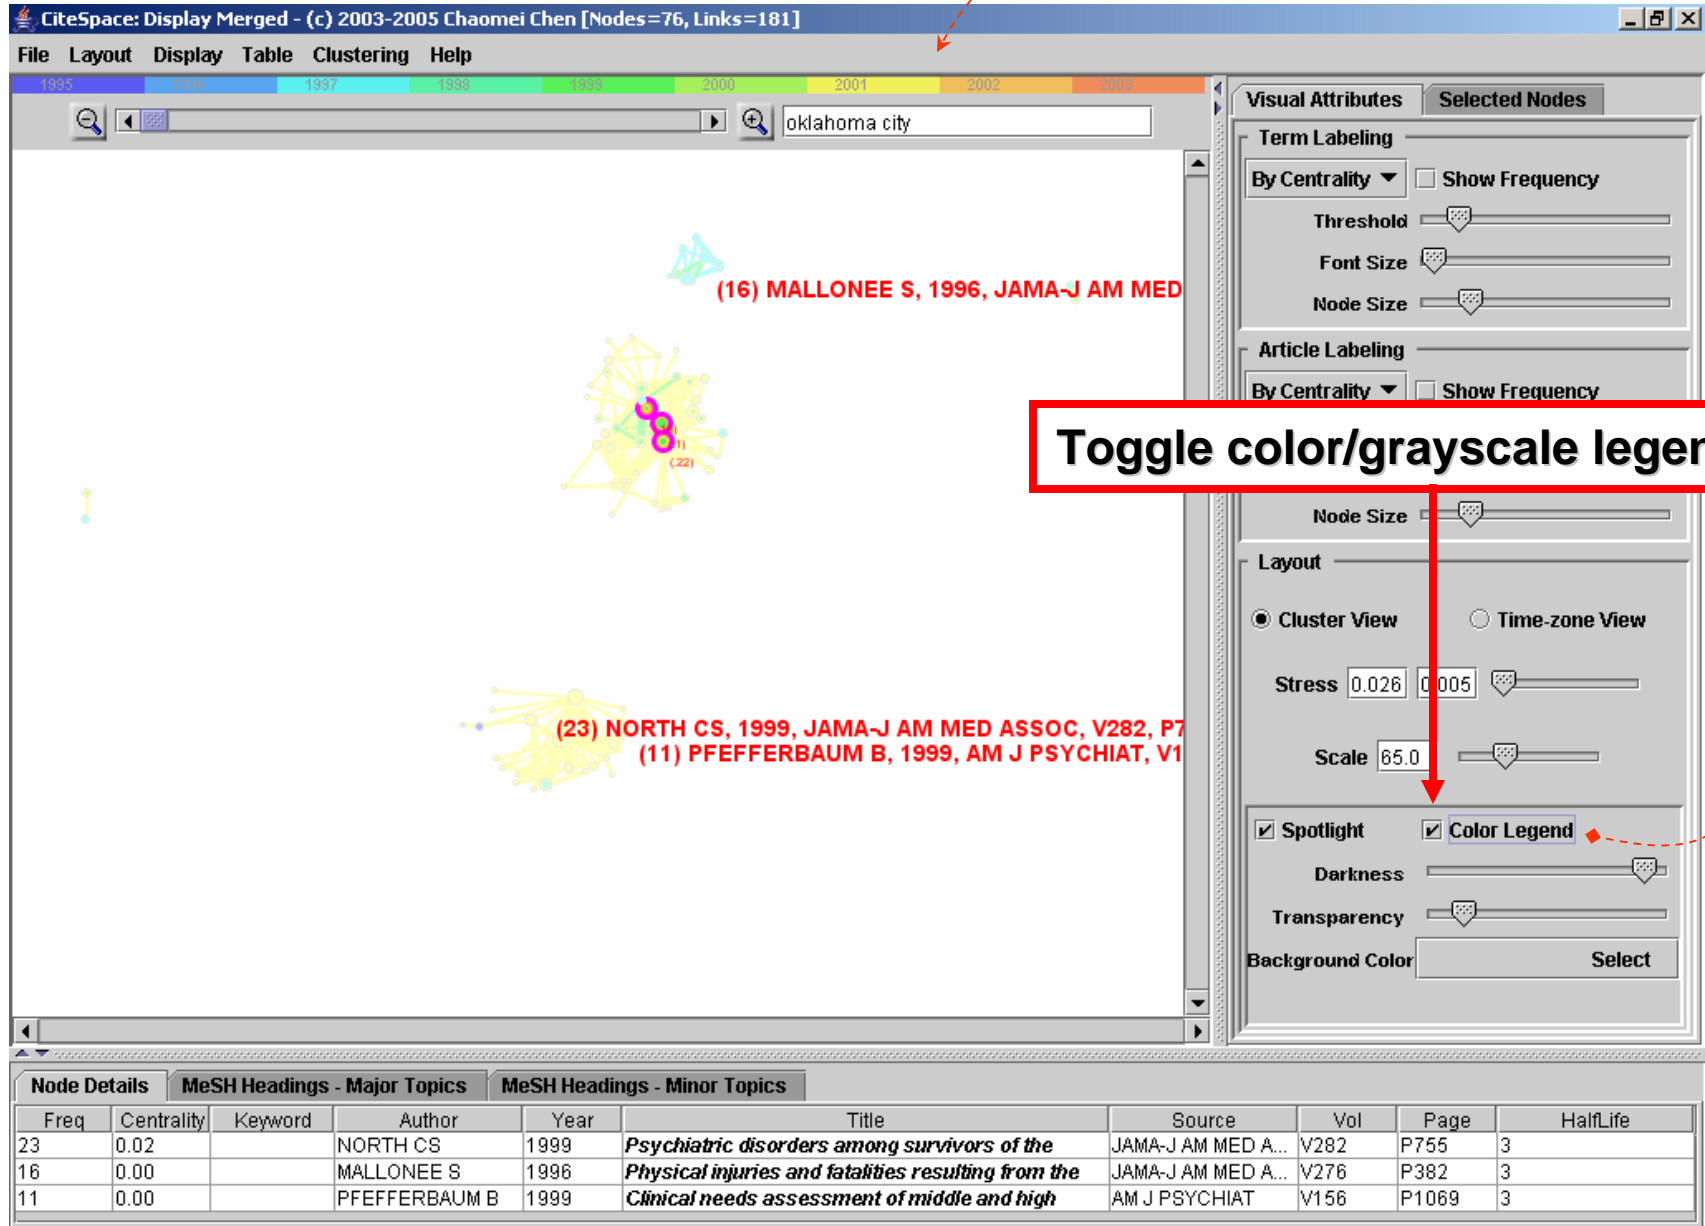 CiteSpace: Display Merged - (c) 2003-2005 Chaomei Chen [Nodes=76, Links=181]
File Layout Display Table Clustering Help
1995 1996 1997 1998 1999 2000 2001 2002 2003
oklahoma city
Visual Attributes Selected Nodes
Term Labeling
By Centrality Show Frequency
Threshold
Font Size
Node Size
(16) MALLONEE S, 1996, JAMA-J AM MED
Article Labeling
By Centrality Show Frequency
Toggle color/grayscale legen
(.22)
Node Size
Layout
Cluster View Time-zone View
Stress 0.026 0.005
(23) NORTH CS, 1999, JAMA-J AM MED ASSOC, V282, P7
(11) PFEFFERBAUM B, 1999, AM J PSYCHIAT, V1
Scale 65.0
Spotlight Color Legend
Darkness
Transparency
Background Color Select
Node Details MeSH Headings - Major Topics MeSH Headings - Minor Topics
Freq Centrality Keyword Author Year Title Source Vol Page HalfLife
23 0.02 NORTH CS 1999 Psychiatric disorders among survivors of the JAMA-J AM MED A... V282 P755 3
16 0.00 MALLONEE S 1996 Physical injuries and fatalities resulting from the JAMA-J AM MED A... V276 P382 3
11 0.00 PFEFFERBAUM B 1999 Clinical needs assessment of middle and high AM J PSYCHIAT V156 P1069 3